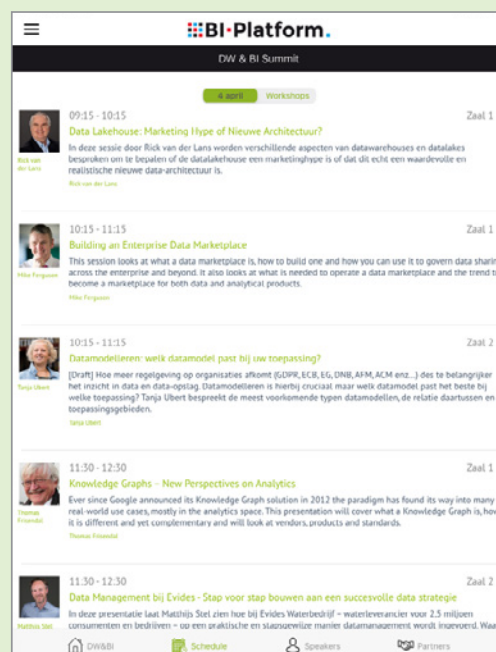 BI·Platform.
DW & BI Summit
4 april Workshops
09:15 - 10:15 Zaal 1
Data Lakehouse: Marketing Hype of Nieuwe Architectuur?
In deze sessie door Rick van der Lans worden verschillende aspecten van datawarehouses en datalakes
besproken om te bepalen of de datalakehouse een marketinghype is of dat dit echt een waardevolle en
realistische nieuwe data-architectuur is.
Rick van der Lans
Rick van
der Lans
10:15 - 11:15 Zaal 1
Building an Enterprise Data Marketplace
This session looks at what a data marketplace is, how to build one and how you can use it to govern data sharin
across the enterprise and beyond. It also looks at what is needed to operate a data marketplace and the trend to
become a marketplace for both data and analytical products.
Mike Ferguson
Mike Ferguson
10:15 - 11:15 Zaal 2
Datamodelleren: welk datamodel past bij uw toepassing?
[Draft] Hoe meer regelgeving op organisaties afkomt (GDPR, ECB, EG, DNB, AFM, ACM enz...) des te belangrijker
het inzicht in data en data-opslag. Datamodelleren is hierbij cruciaal maar welk datamodel past het beste bij
welke toepassing? Tanja Ubert bespreekt de meest voorkomende typen datamodellen, de relatie daartussen en
toepassingsgebieden.
Tanja Ubert
Tanja Ubert
11:30 - 12:30 Zaal 1
Knowledge Graphs – New Perspectives on Analytics
Ever since Google announced its Knowledge Graph solution in 2012 the paradigm has found its way into many
real-world use cases, mostly in the analytics space. This presentation will cover what a Knowledge Graph is, how
it is different and yet complementary and will look at vendors, products and standards.
Thomas Frisendal
Thomas
Frisendal
11:30 - 12:30 Zaal 2
Data Management bij Evides - Stap voor stap bouwen aan een succesvolle data strategie
In deze presentatie laat Matthijs Stel zien hoe bij Evides Waterbedrijf – waterleverancier voor 2.5 miljoen
consumenten en bedrijven – op een praktische en stapsgewijze manier datamanagement wordt ingevoerd. Waa
Matthijs Stel
DW&BI Schedule Speakers Partners